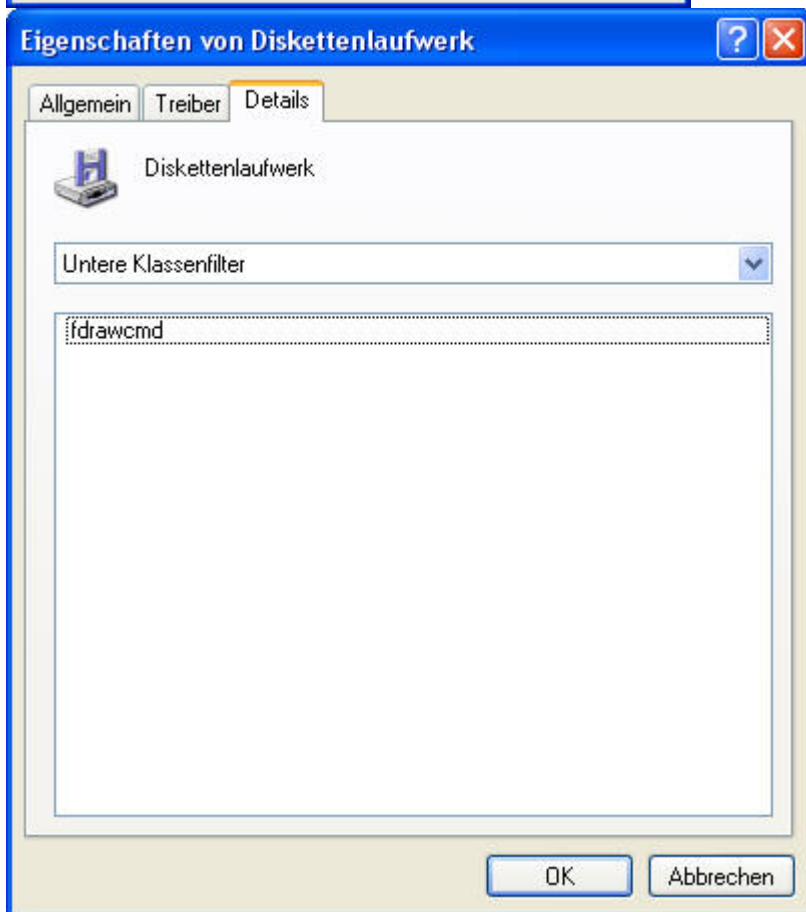 Eigenschaften von Diskettenlaufwerk
Allgemein Treiber Details
Diskettenlaufwerk
Untere Klassenfilter
fdrawcmd
OK Abbrechen